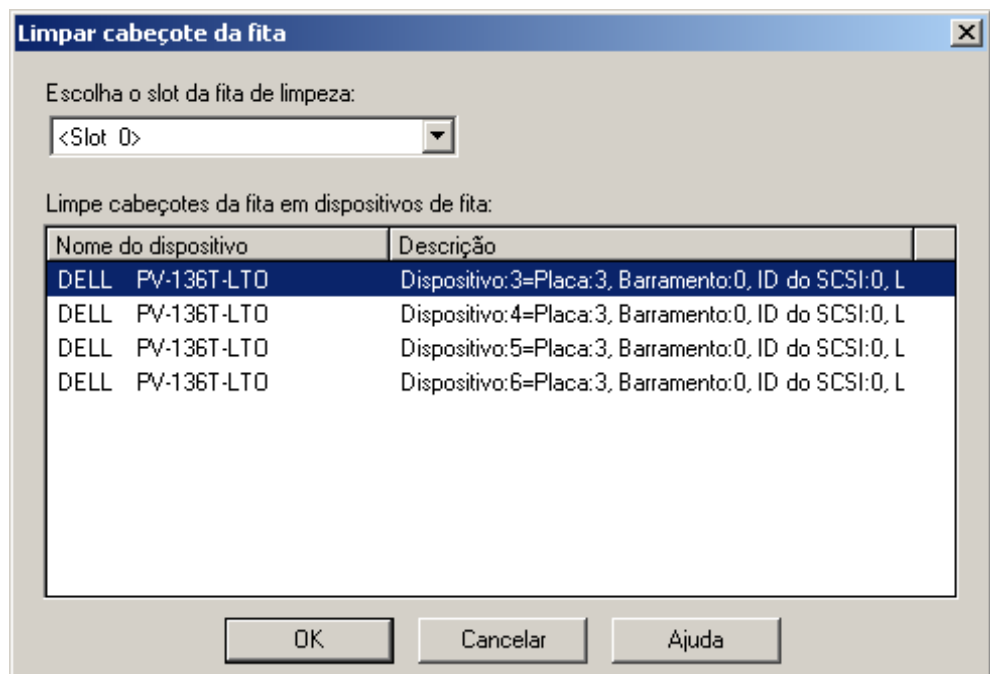 Limpar cabeçote da fita
Escolha o slot da fita de limpeza:
<Slot 0>
Limpe cabeçotes da fita em dispositivos de fita:
Nome do dispositivo Descrição
DELL PV-136T-LTO Dispositivo:3=Placa:3, Barramento:0, ID do SCSI:0, L
DELL PV-136T-LTO Dispositivo:4=Placa:3, Barramento:0, ID do SCSI:0, L
DELL PV-136T-LTO Dispositivo:5=Placa:3, Barramento:0, ID do SCSI:0, L
DELL PV-136T-LTO Dispositivo:6=Placa:3, Barramento:0, ID do SCSI:0, L
OK Cancelar Ajuda